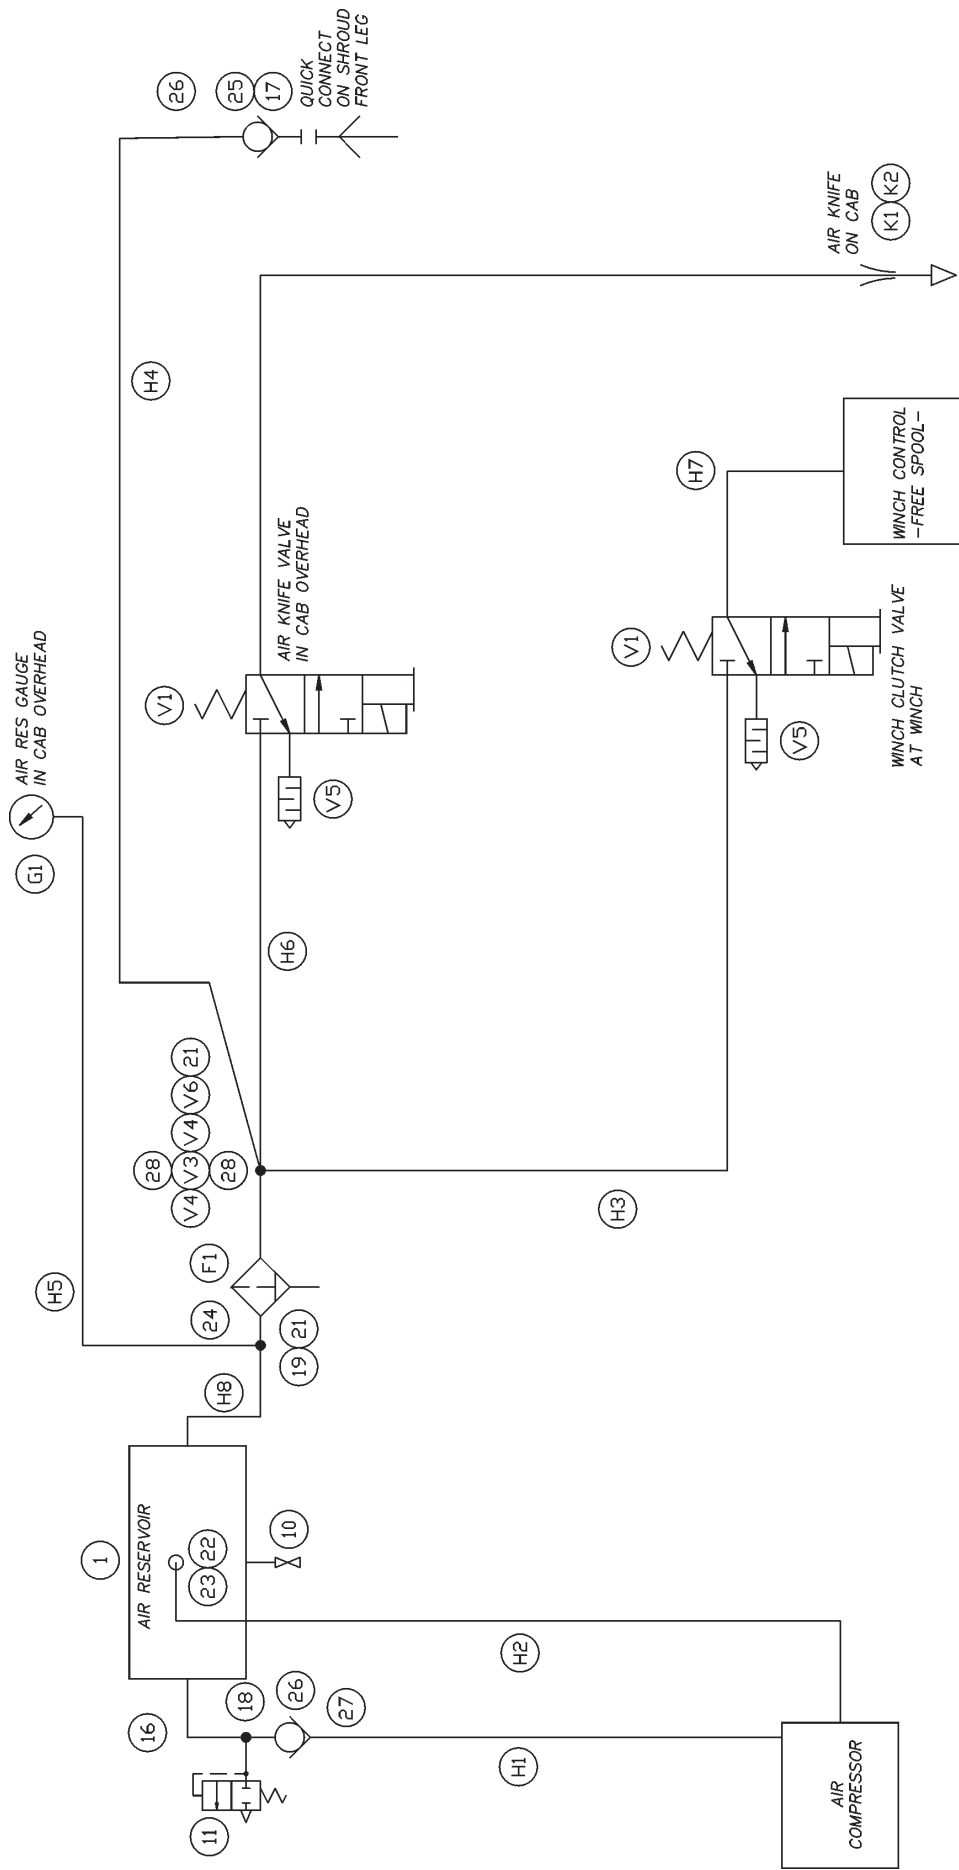 26
25
17
QUICK
CONNECT
ON SHROUD
FRONT LEG
H4
AIR KNIFE
ON CAB
K1
K2
G1
AIR RES GAUGE
IN CAB OVERHEAD
V1
AIR KNIFE VALVE
IN CAB OVERHEAD
V5
H7
WINCH CONTROL
-FREE SPOOL-
V1
V5
WINCH CLUTCH VALVE
AT WINCH
H6
28
V4
V3
V4
V6
21
28
H3
F1
24
H5
19
21
H8
1
AIR RESERVOIR
23
22
10
H2
16
18
26
27
11
H1
AIR
COMPRESSOR